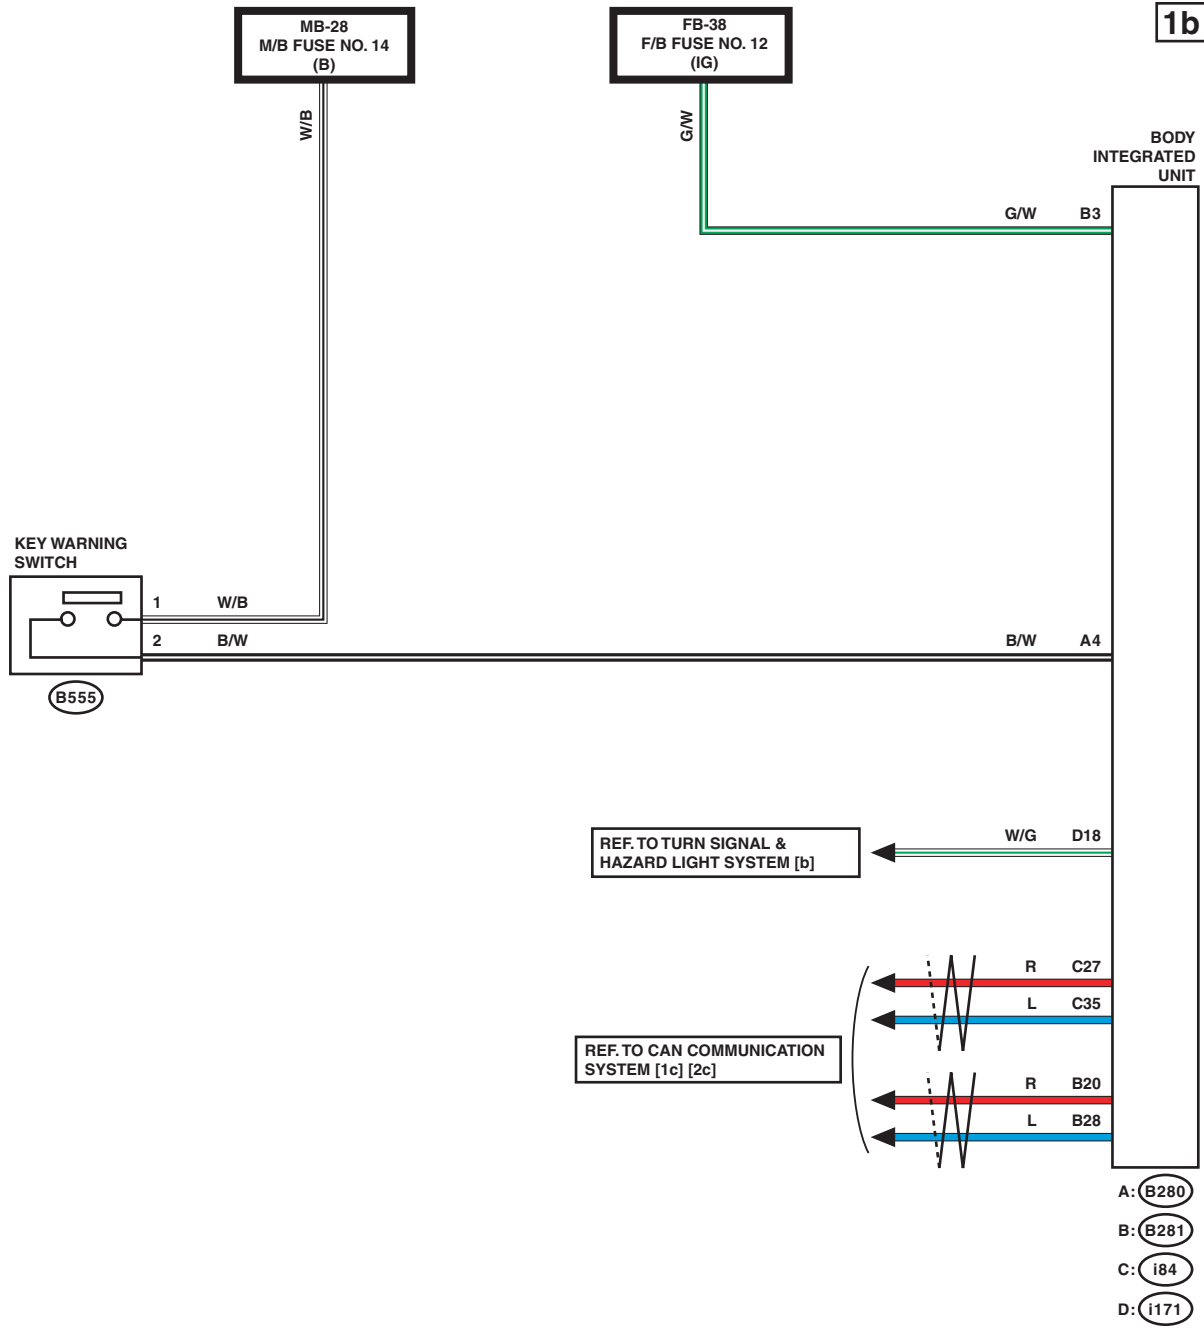 MB-28
M/B FUSE NO. 14
(B)
FB-38
F/B FUSE NO. 12
(IG)
1b
W/B
G/W
BODY
INTEGRATED
UNIT
G/W B3
KEY WARNING
SWITCH
1 W/B
2 B/W
B/W A4
B555
REF. TO TURN SIGNAL &
HAZARD LIGHT SYSTEM [b]
W/G D18
R C27
L C35
REF. TO CAN COMMUNICATION
SYSTEM [1c] [2c]
R B20
L B28
A: B280
B: B281
C: i84
D: i171